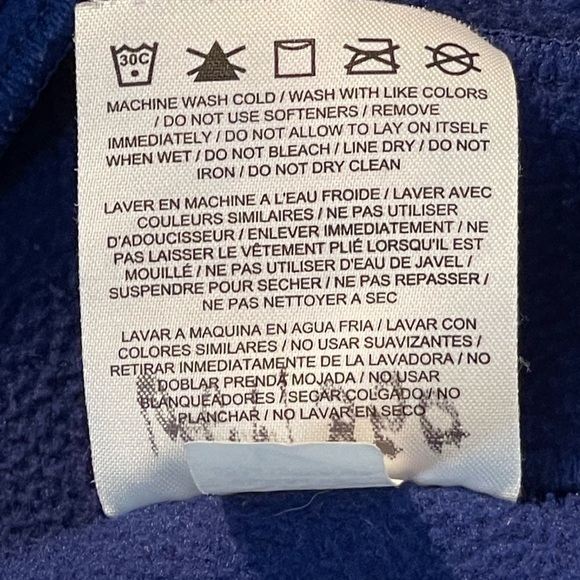 30C
MACHINE WASH COLD / WASH WITH LIKE COLORS
/ DO NOT USE SOFTENERS / REMOVE
IMMEDIATELY / DO NOT ALLOW TO LAY ON ITSELF
WHEN WET / DO NOT BLEACH / LINE DRY / DO NOT
IRON / DO NOT DRY CLEAN
LAVER EN MACHINE A L'EAU FROIDE / LAVER AVEC
COULEURS SIMILAIRES / NE PAS UTILISER
D'ADOUCISSEUR / ENLEVER IMMEDIATEMENT / NE
PAS LAISSER LE VÊTEMENT PLIÉ LORSQU'IL EST
MOUILLÉ / NE PAS UTILISER D'EAU DE JAVEL /
SUSPENDRE POUR SECHER / NE PAS REPASSER /
NE PAS NETTOYER A SEC
LAVAR A MAQUINA EN AGUA FRIA / LAVAR CON
COLORES SIMILARES / NO USAR SUAVIZANTES /
RETIRAR INMEDIATAMENTE DE LA LAVADORA / NO
DOBLAR PRENDA MOJADA / NO USAR
BLANQUEADORES / SECAR COLGADO / NO
PLANCHAR / NO LAVAR EN SECO